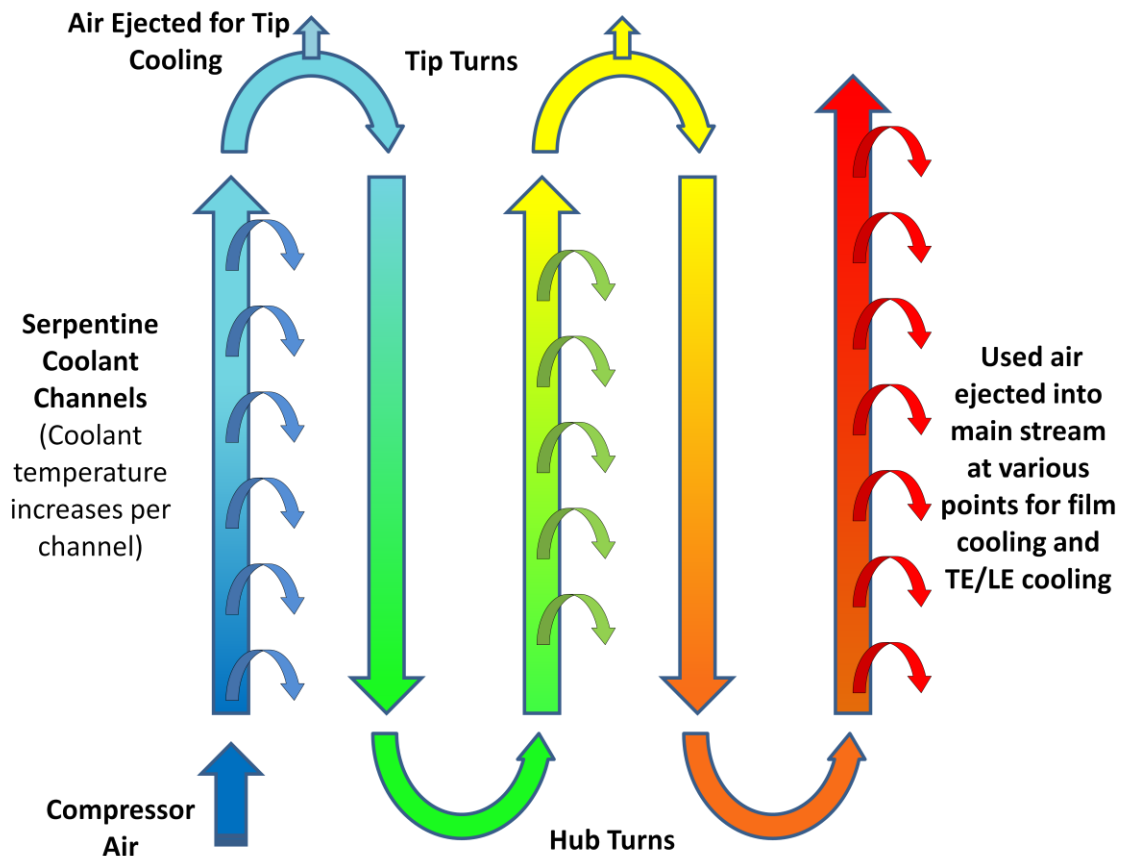 Air Ejected for Tip
Cooling
Tip Turns
Serpentine
Coolant
Channels
(Coolant
temperature
increases per
channel)
Used air
ejected into
main stream
at various
points for film
cooling and
TE/LE cooling
Compressor
Air
Hub Turns